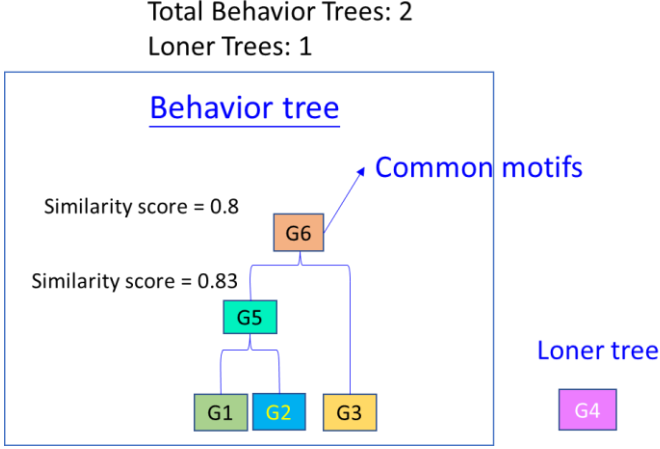 Total Behavior Trees: 2
Loner Trees: 1
Behavior tree
Common motifs
Similarity score = 0.8
G6
Similarity score = 0.83
G5
Loner tree
G1
G2
G3
G4